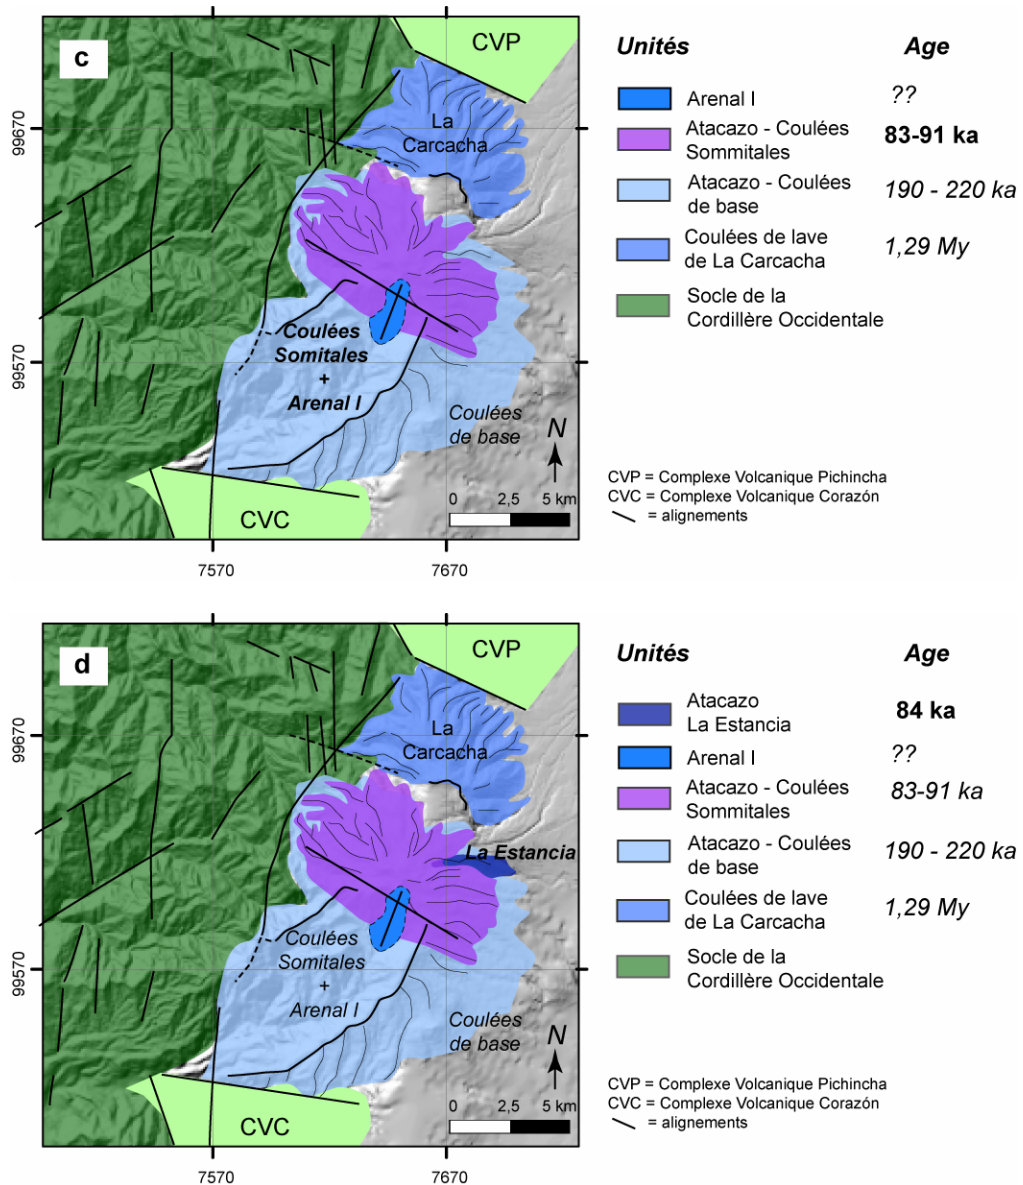 c
CVP
La
Carcacha
Coulées
Somitales
+
Arenal I
Coulées
de base
N
0 2,5 5 km
CVC
99670
99570
7570 7670
Unités Age
Arenal I ??
Atacazo - Coulées
Sommitales
83-91 ka
Atacazo - Coulées
de base
190 - 220 ka
Coulées de lave
de La Carcacha
1,29 My
Socle de la
Cordillère Occidentale
CVP = Complexe Volcanique Pichincha
CVC = Complexe Volcanique Corazón
= alignements
d
CVP
La
Carcacha
La Estancia
Coulées
Somitales
+
Arenal I
Coulées
de base
N
0 2,5 5 km
CVC
99670
99570
7570 7670
Unités Age
Atacazo
La Estancia
84 ka
Arenal I ??
Atacazo - Coulées
Sommitales
83-91 ka
Atacazo - Coulées
de base
190 - 220 ka
Coulées de lave
de La Carcacha
1,29 My
Socle de la
Cordillère Occidentale
CVP = Complexe Volcanique Pichincha
CVC = Complexe Volcanique Corazón
= alignements